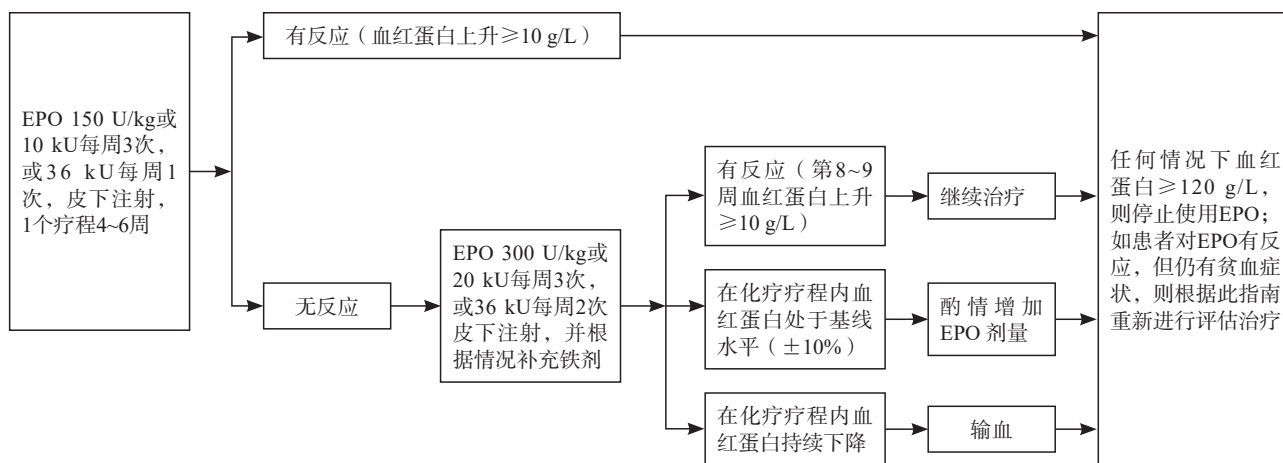 EPO 150 U/kg或
10 kU每周3次，
或36 kU每周1
次，皮下注射，
1个疗程4~6周
有反应（血红蛋白上升≥10 g/L）
无反应
EPO 300 U/kg或
20 kU每周3次，
或36 kU每周2次
皮下注射，并根
据情况补充铁剂
有反应（第8~9
周血红蛋白上升
≥10 g/L）
继续治疗
在化疗疗程内血
红蛋白处于基线
水平（±10%）
酌情增加
EPO 剂量
在化疗疗程内血
红蛋白持续下降
输血
任何情况下血红
蛋白≥120 g/L，
则停止使用EPO；
如患者对EPO有反
应，但仍有贫血症
状，则根据此指南
重新进行评估治疗